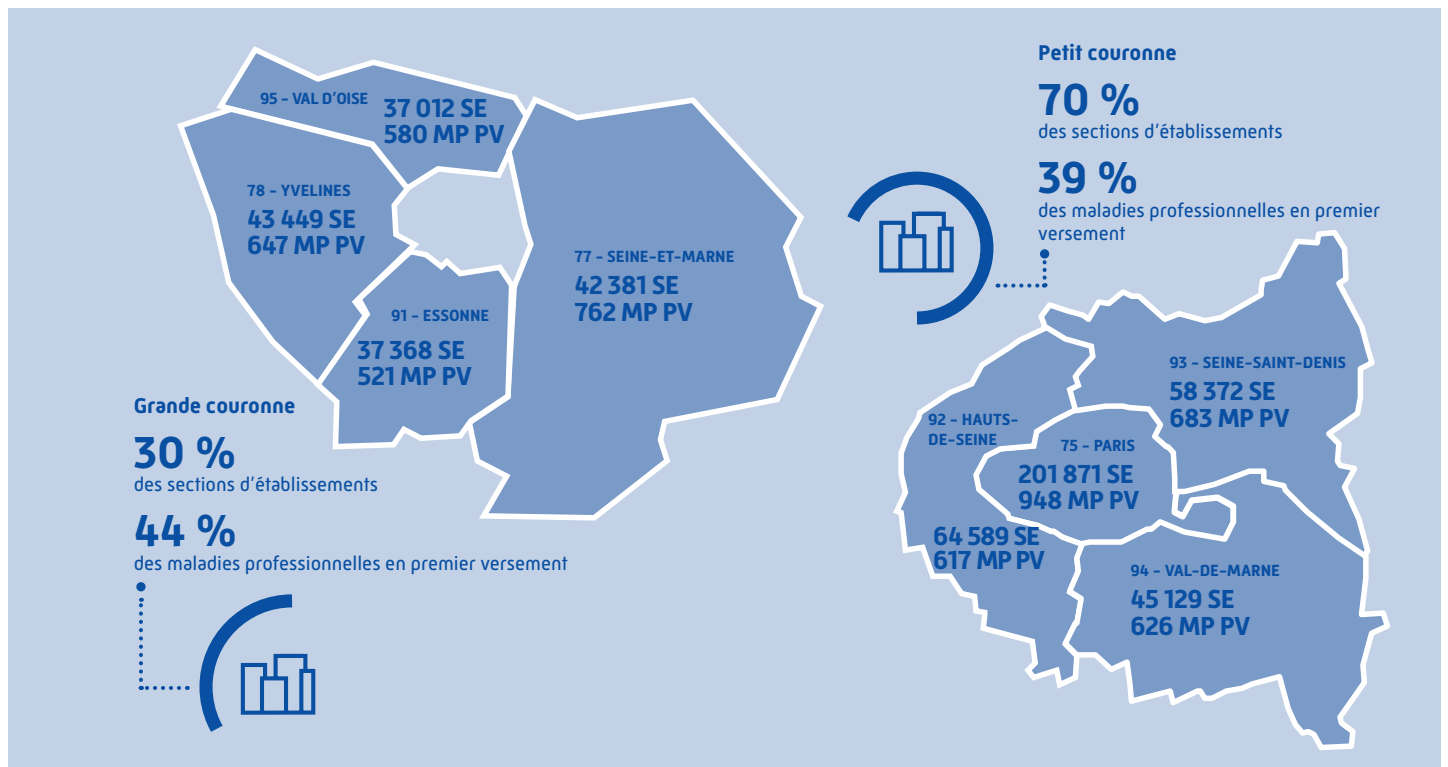 95 - VAL D'OISE
37 012 SE
580 MP PV
78 - YVELINES
43 449 SE
647 MP PV
77 - SEINE-ET-MARNE
42 381 SE
762 MP PV
91 - ESSONNE
37 368 SE
521 MP PV
Grande couronne
30 %
des sections d'établissements
44 %
des maladies professionnelles en premier versement
Petit couronne
70 %
des sections d'établissements
39 %
des maladies professionnelles en premier
versement
93 - SEINE-SAINT-DENIS
58 372 SE
683 MP PV
92 - HAUTS-
DE-SEINE
64 589 SE
617 MP PV
75 - PARIS
201 871 SE
948 MP PV
94 - VAL-DE-MARNE
45 129 SE
626 MP PV